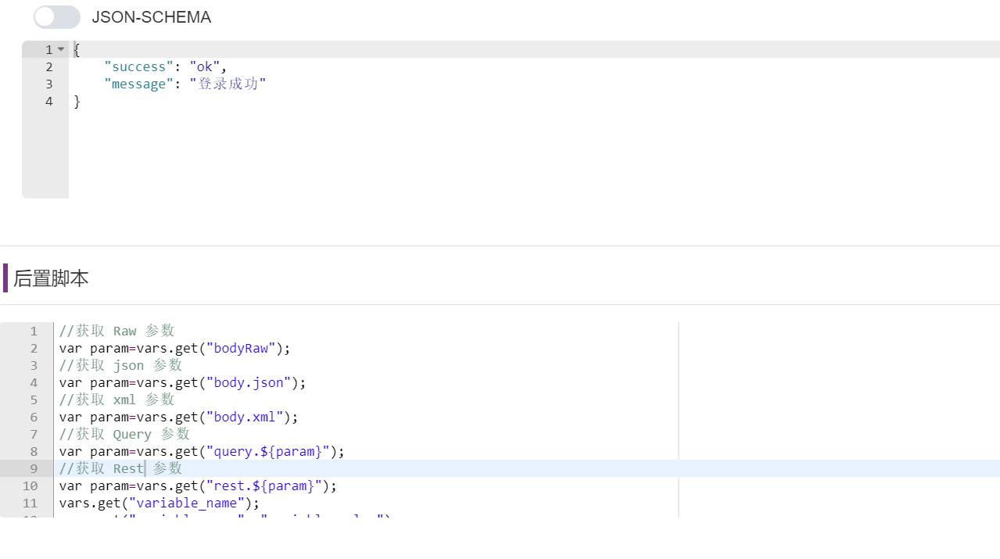 JSON-SCHEMA
1 {
2 "success": "ok",
3 "message": "登录成功"
4 }
后置脚本
1 //获取 Raw 参数
2 var param=vars.get("bodyRaw");
3 //获取 json 参数
4 var param=vars.get("body.json");
5 //获取 xml 参数
6 var param=vars.get("body.xml");
7 //获取 Query 参数
8 var param=vars.get("query.${param}");
9 //获取 Rest 参数
10 var param=vars.get("rest.${param}");
11 vars.get("variable_name");